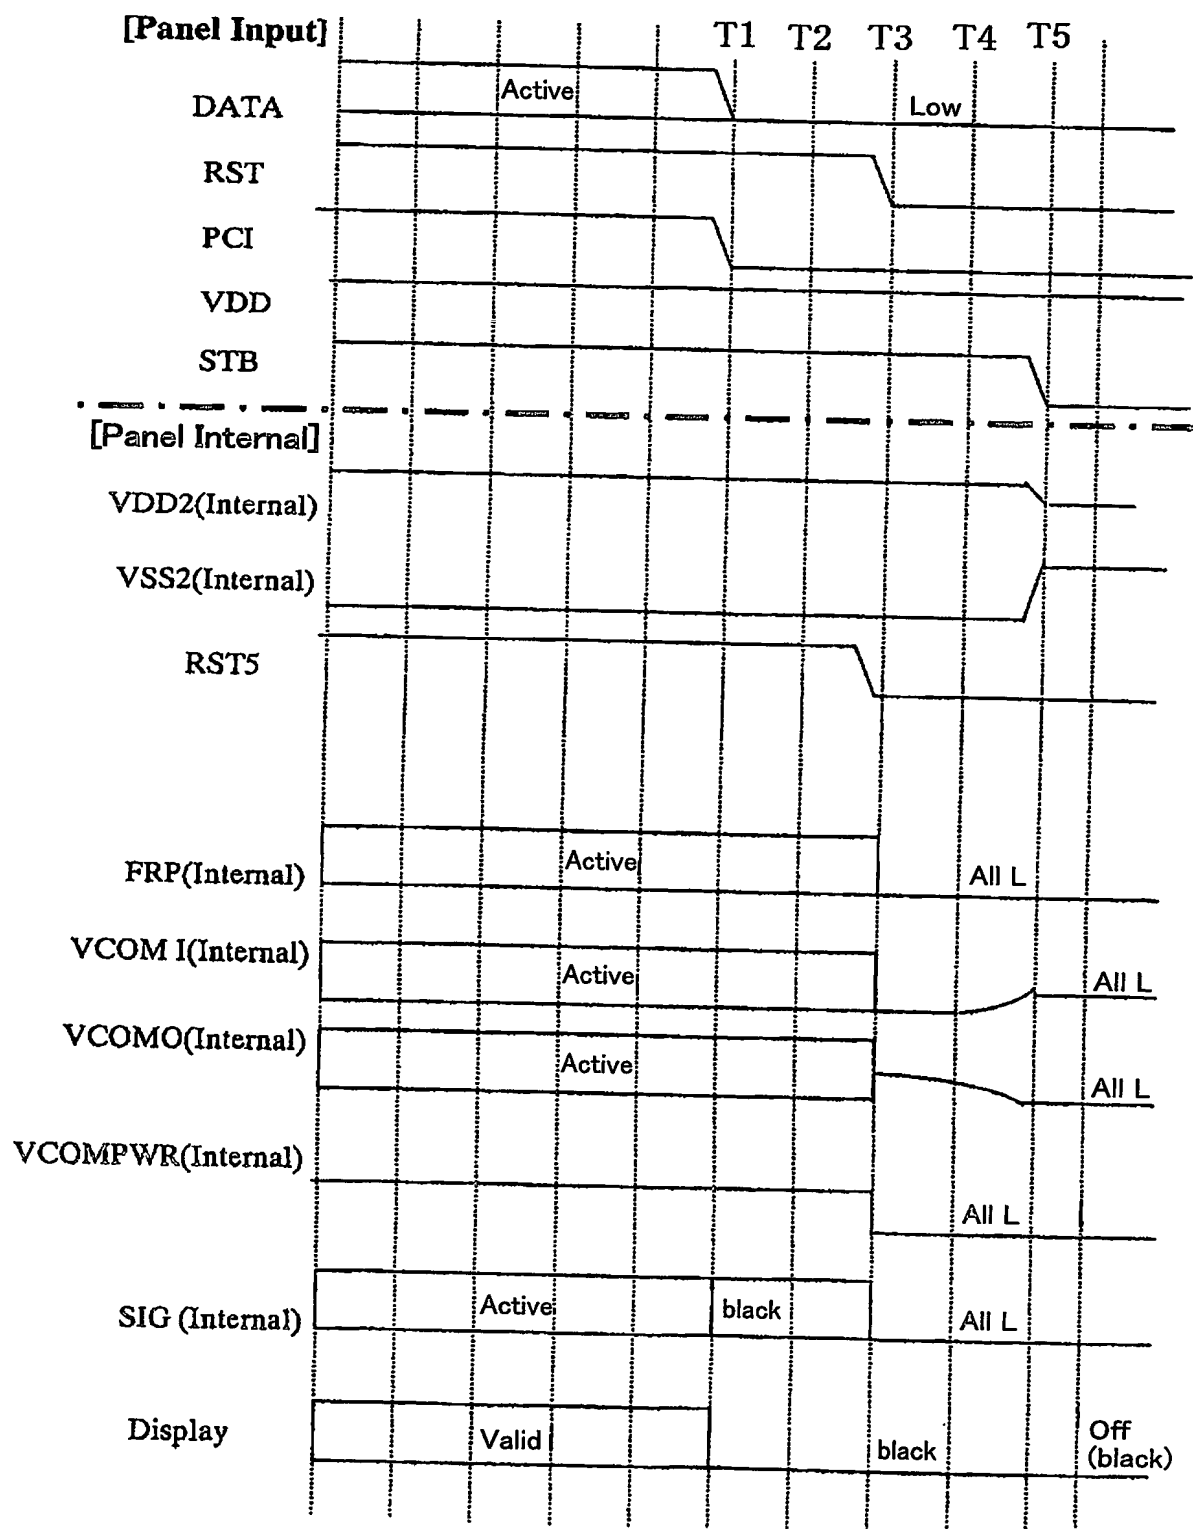 [Panel Input] T1 T2 T3 T4 T5
DATA Active Low
RST
PCI
VDD
STB
[Panel Internal]
VDD2(Internal)
VSS2(Internal)
RST5
FRP(Internal) Active All L
VCOM I(Internal) Active All L
VCOMO(Internal) Active All L
VCOMPWR(Internal) All L
SIG (Internal) Active black All L
Display Valid black Off
(black)